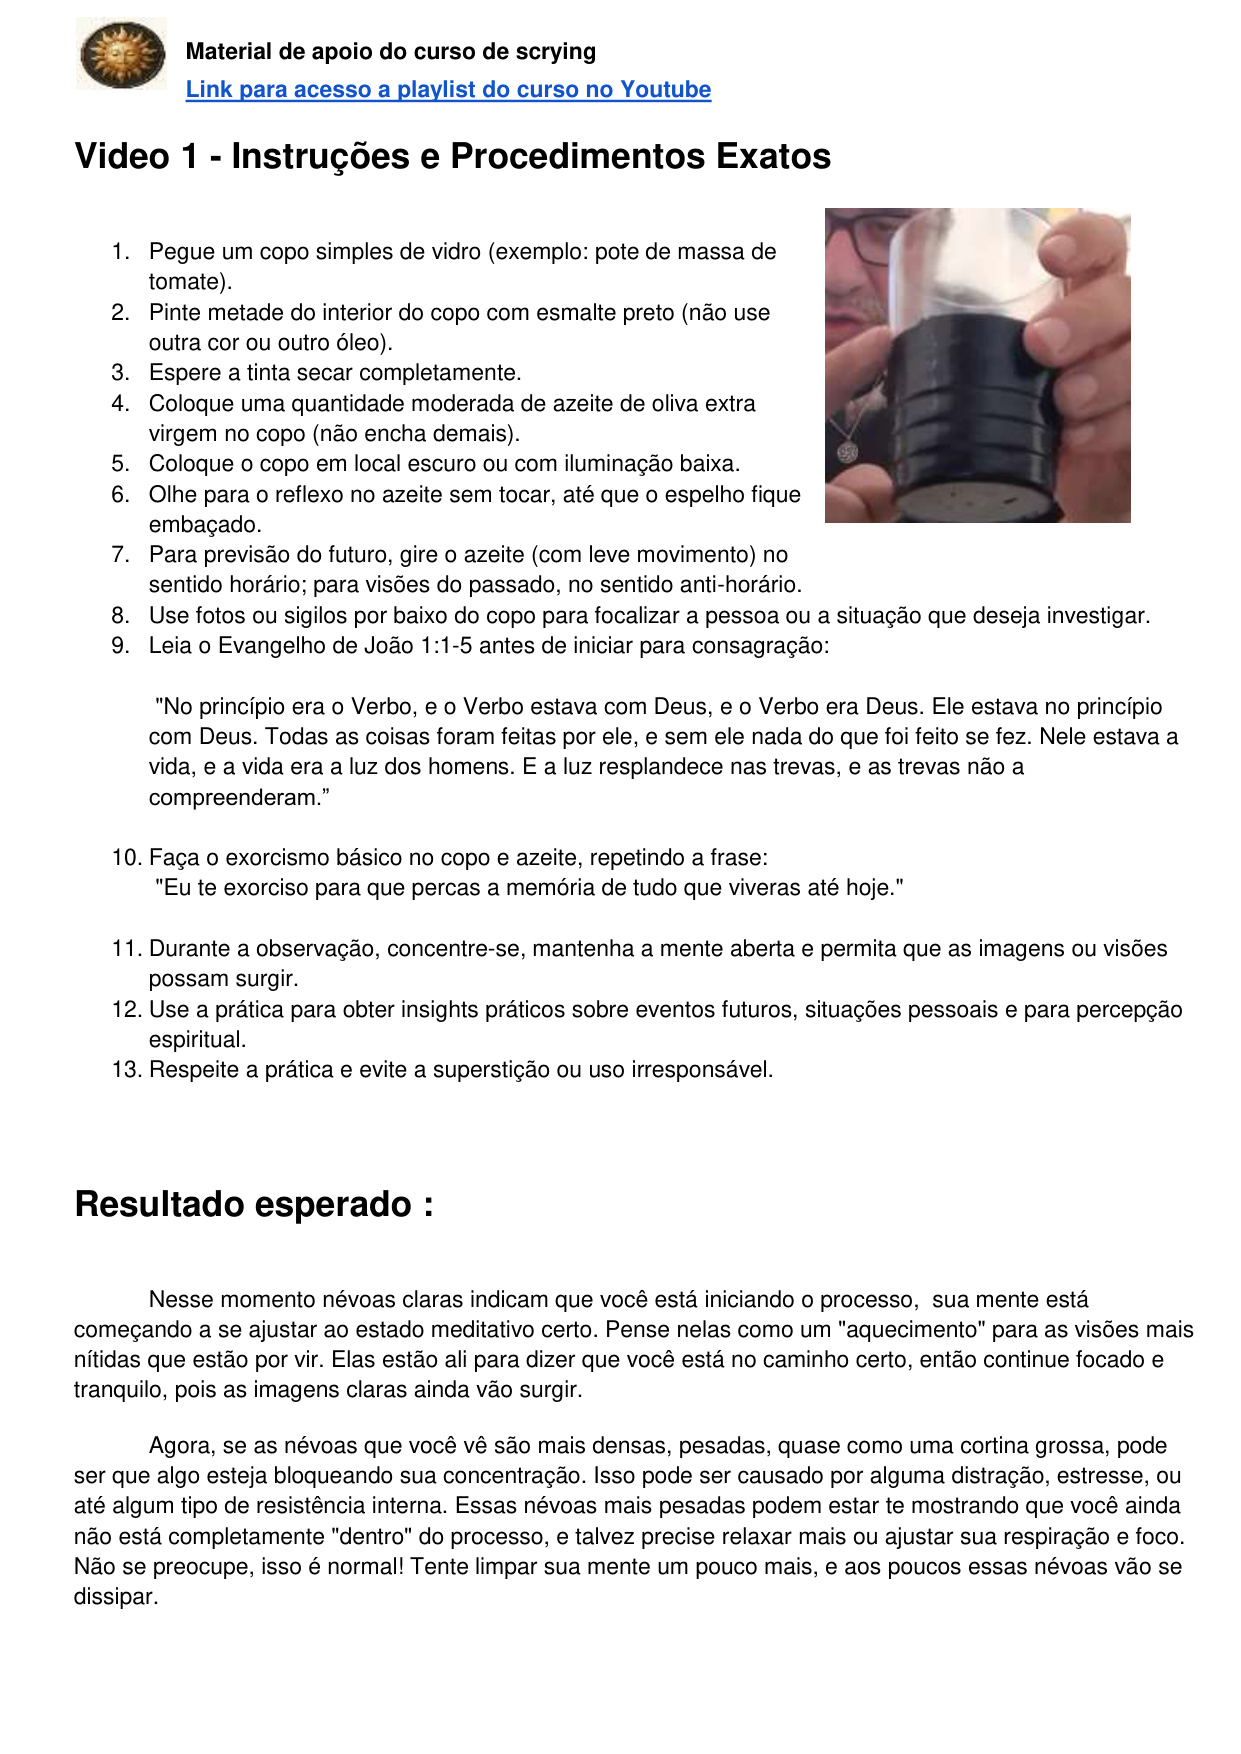 Material de apoio do curso de scrying
Link para acesso a playlist do curso no Youtube
Video 1 - Instruções e Procedimentos Exatos
1. Pegue um copo simples de vidro (exemplo: pote de massa de
tomate).
2. Pinte metade do interior do copo com esmalte preto (não use
outra cor ou outro óleo).
3. Espere a tinta secar completamente.
4. Coloque uma quantidade moderada de azeite de oliva extra
virgem no copo (não encha demais).
5. Coloque o copo em local escuro ou com iluminação baixa.
6. Olhe para o reflexo no azeite sem tocar, até que o espelho fique
embaçado.
7. Para previsão do futuro, gire o azeite (com leve movimento) no
sentido horário; para visões do passado, no sentido anti-horário.
8. Use fotos ou sigilos por baixo do copo para focalizar a pessoa ou a situação que deseja investigar.
9. Leia o Evangelho de João 1:1-5 antes de iniciar para consagração:
"No princípio era o Verbo, e o Verbo estava com Deus, e o Verbo era Deus. Ele estava no princípio
com Deus. Todas as coisas foram feitas por ele, e sem ele nada do que foi feito se fez. Nele estava a
vida, e a vida era a luz dos homens. E a luz resplandece nas trevas, e as trevas não a
compreenderam.”
10. Faça o exorcismo básico no copo e azeite, repetindo a frase:
"Eu te exorciso para que percas a memória de tudo que viveras até hoje."
11. Durante a observação, concentre-se, mantenha a mente aberta e permita que as imagens ou visões
possam surgir.
12. Use a prática para obter insights práticos sobre eventos futuros, situações pessoais e para percepção
espiritual.
13. Respeite a prática e evite a superstição ou uso irresponsável.
Resultado esperado :
Nesse momento névoas claras indicam que você está iniciando o processo,  sua mente está
começando a se ajustar ao estado meditativo certo. Pense nelas como um "aquecimento" para as visões mais
nítidas que estão por vir. Elas estão ali para dizer que você está no caminho certo, então continue focado e
tranquilo, pois as imagens claras ainda vão surgir.
Agora, se as névoas que você vê são mais densas, pesadas, quase como uma cortina grossa, pode
ser que algo esteja bloqueando sua concentração. Isso pode ser causado por alguma distração, estresse, ou
até algum tipo de resistência interna. Essas névoas mais pesadas podem estar te mostrando que você ainda
não está completamente "dentro" do processo, e talvez precise relaxar mais ou ajustar sua respiração e foco.
Não se preocupe, isso é normal! Tente limpar sua mente um pouco mais, e aos poucos essas névoas vão se
dissipar.